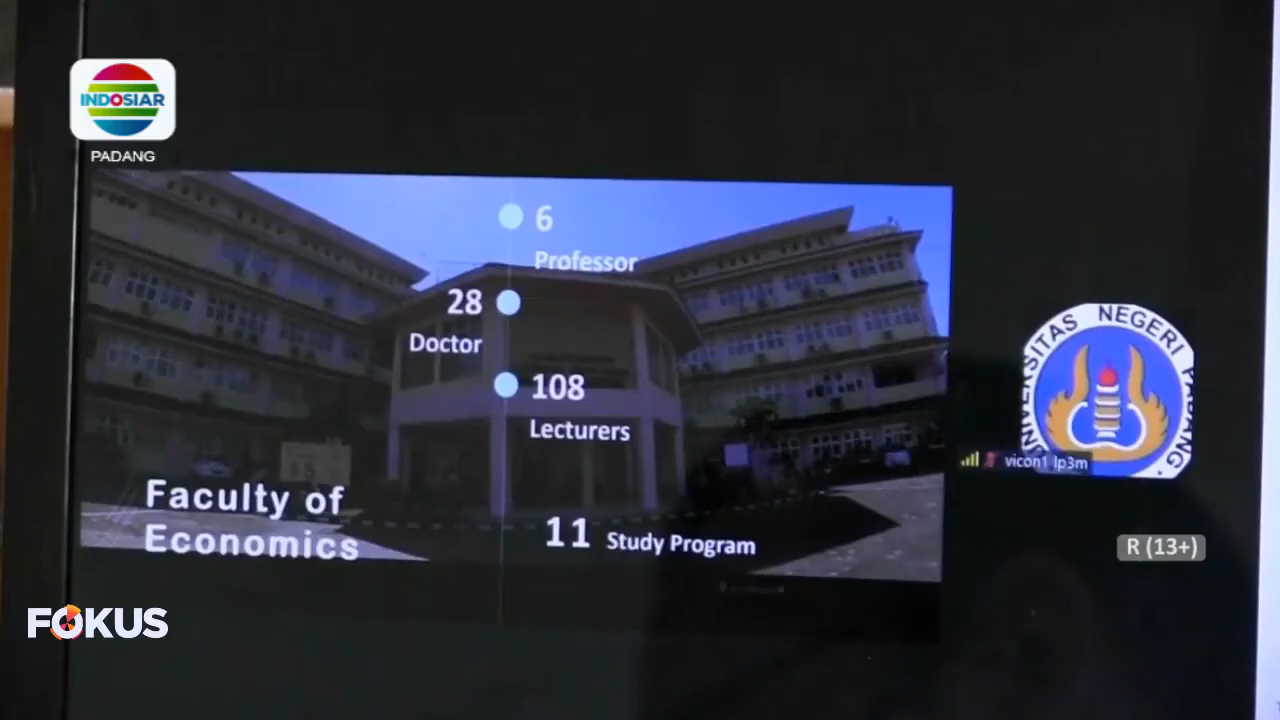 INDOSIAR
PADANG
6
Professor
28
Doctor
108
Lecturers
Faculty of
Economics
11 Study Program
UNIVERSITAS NEGERI PADANG
vicon1 lp3m
R (13+)
FOKUS